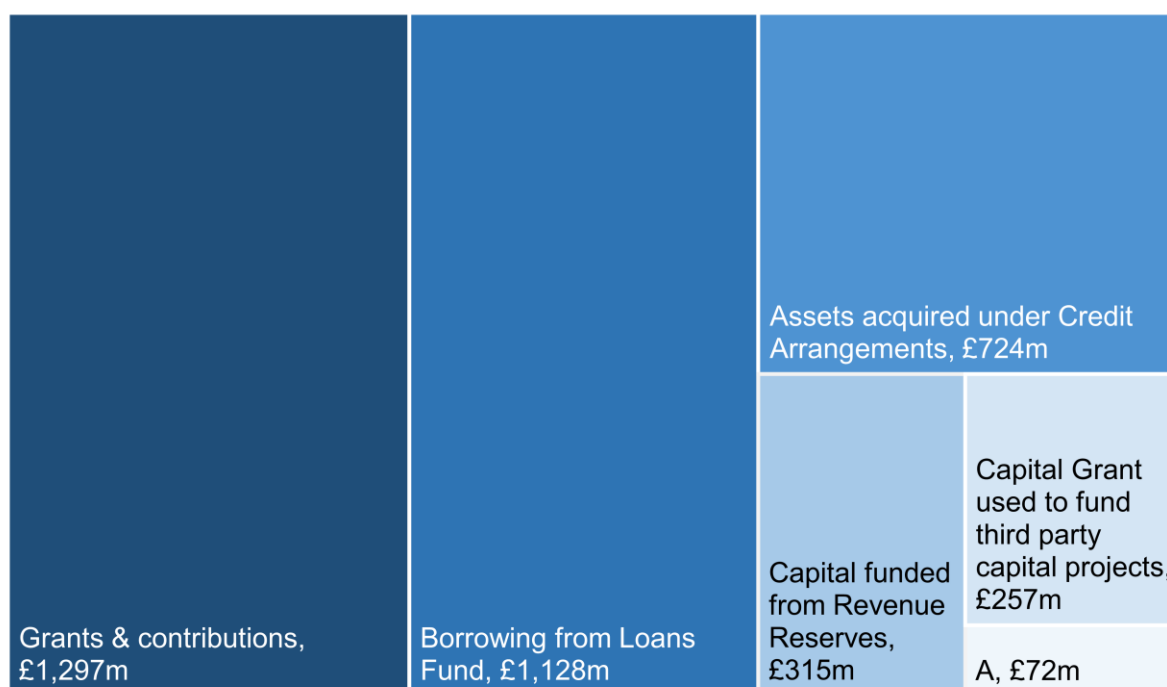 Grants & contributions,
£1,297m
Borrowing from Loans
Fund, £1,128m
Assets acquired under Credit
Arrangements, £724m
Capital funded
from Revenue
Reserves,
£315m
Capital Grant
used to fund
third party
capital projects,
£257m
A, £72m